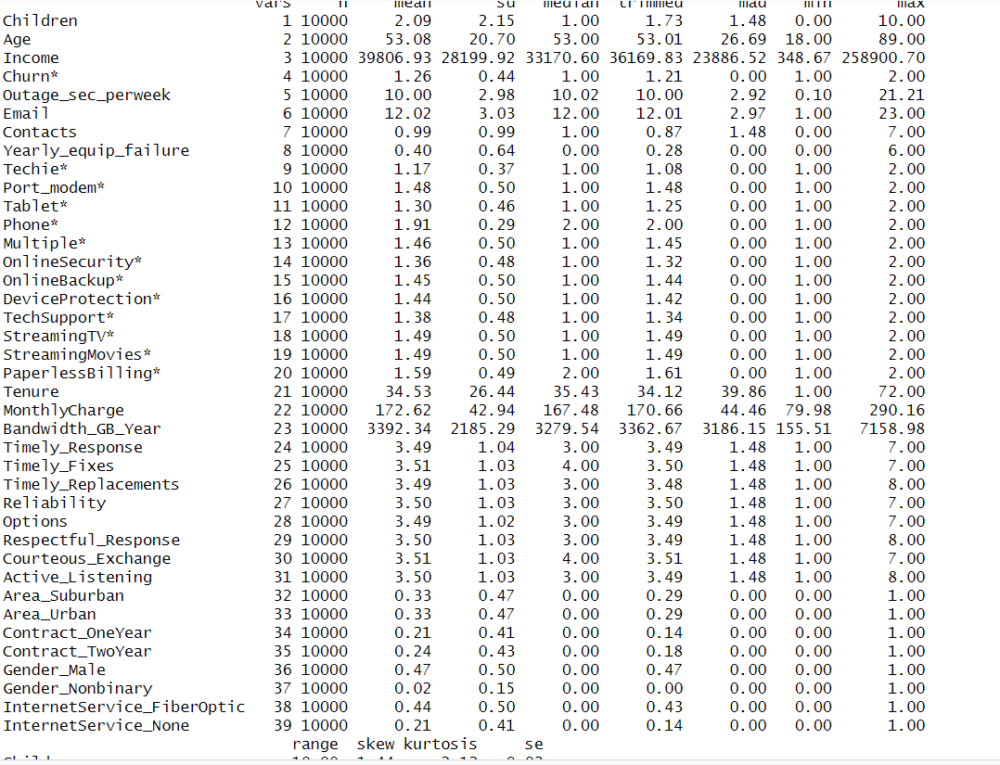 vars n mean sd median trimmed mad min max
Children 1 10000 2.09 2.15 1.00 1.73 1.48 0.00 10.00
Age 2 10000 53.08 20.70 53.00 53.01 26.69 18.00 89.00
Income 3 10000 39806.93 28199.92 33170.60 36169.83 23886.52 348.67 258900.70
Churn* 4 10000 1.26 0.44 1.00 1.21 0.00 1.00 2.00
Outage_sec_perweek 5 10000 10.00 2.98 10.02 10.00 2.92 0.10 21.21
Email 6 10000 12.02 3.03 12.00 12.01 2.97 1.00 23.00
Contacts 7 10000 0.99 0.99 1.00 0.87 1.48 0.00 7.00
Yearly_equip_failure 8 10000 0.40 0.64 0.00 0.28 0.00 0.00 6.00
Techie* 9 10000 1.17 0.37 1.00 1.08 0.00 1.00 2.00
Port_modem* 10 10000 1.48 0.50 1.00 1.48 0.00 1.00 2.00
Tablet* 11 10000 1.30 0.46 1.00 1.25 0.00 1.00 2.00
Phone* 12 10000 1.91 0.29 2.00 2.00 0.00 1.00 2.00
Multiple* 13 10000 1.46 0.50 1.00 1.45 0.00 1.00 2.00
OnlineSecurity* 14 10000 1.36 0.48 1.00 1.32 0.00 1.00 2.00
OnlineBackup* 15 10000 1.45 0.50 1.00 1.44 0.00 1.00 2.00
DeviceProtection* 16 10000 1.44 0.50 1.00 1.42 0.00 1.00 2.00
TechSupport* 17 10000 1.38 0.48 1.00 1.34 0.00 1.00 2.00
StreamingTV* 18 10000 1.49 0.50 1.00 1.49 0.00 1.00 2.00
StreamingMovies* 19 10000 1.49 0.50 1.00 1.49 0.00 1.00 2.00
PaperlessBilling* 20 10000 1.59 0.49 2.00 1.61 0.00 1.00 2.00
Tenure 21 10000 34.53 26.44 35.43 34.12 39.86 1.00 72.00
MonthlyCharge 22 10000 172.62 42.94 167.48 170.66 44.46 79.98 290.16
Bandwidth_GB_Year 23 10000 3392.34 2185.29 3279.54 3362.67 3186.15 155.51 7158.98
Timely_Response 24 10000 3.49 1.04 3.00 3.49 1.48 1.00 7.00
Timely_Fixes 25 10000 3.51 1.03 4.00 3.50 1.48 1.00 7.00
Timely_Replacements 26 10000 3.49 1.03 3.00 3.48 1.48 1.00 8.00
Reliability 27 10000 3.50 1.03 3.00 3.50 1.48 1.00 7.00
Options 28 10000 3.49 1.02 3.00 3.49 1.48 1.00 7.00
Respectful_Response 29 10000 3.50 1.03 3.00 3.49 1.48 1.00 8.00
Courteous_Exchange 30 10000 3.51 1.03 4.00 3.51 1.48 1.00 7.00
Active_Listening 31 10000 3.50 1.03 3.00 3.49 1.48 1.00 8.00
Area_Suburban 32 10000 0.33 0.47 0.00 0.29 0.00 0.00 1.00
Area_Urban 33 10000 0.33 0.47 0.00 0.29 0.00 0.00 1.00
Contract_OneYear 34 10000 0.21 0.41 0.00 0.14 0.00 0.00 1.00
Contract_TwoYear 35 10000 0.24 0.43 0.00 0.18 0.00 0.00 1.00
Gender_Male 36 10000 0.47 0.50 0.00 0.47 0.00 0.00 1.00
Gender_Nonbinary 37 10000 0.02 0.15 0.00 0.00 0.00 0.00 1.00
InternetService_FiberOptic 38 10000 0.44 0.50 0.00 0.43 0.00 0.00 1.00
InternetService_None 39 10000 0.21 0.41 0.00 0.14 0.00 0.00 1.00
range skew kurtosis se